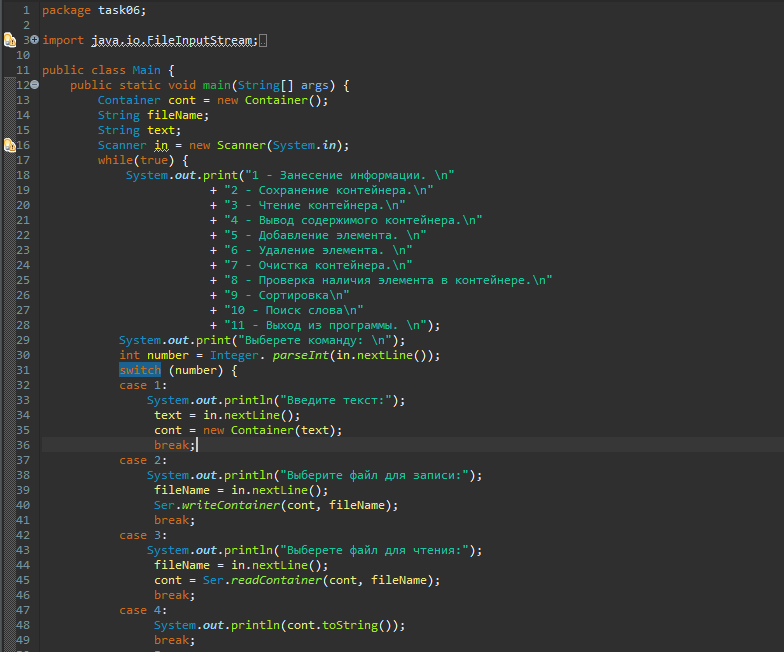 1 package task06;
2
3 import java.io.FileInputStream;
10
11 public class Main {
12 public static void main(String[] args) {
13 Container cont = new Container();
14 String fileName;
15 String text;
16 Scanner in = new Scanner(System.in);
17 while(true) {
18 System.out.print("1 - Занесение информации. \n"
19 + "2 - Сохранение контейнера.\n"
20 + "3 - Чтение контейнера.\n"
21 + "4 - Вывод содержимого контейнера.\n"
22 + "5 - Добавление элемента. \n"
23 + "6 - Удаление элемента. \n"
24 + "7 - Очистка контейнера.\n"
25 + "8 - Проверка наличия элемента в контейнере.\n"
26 + "9 - Сортировка\n"
27 + "10 - Поиск слова\n"
28 + "11 - Выход из программы. \n");
29 System.out.print("Выберете команду: \n");
30 int number = Integer. parseInt(in.nextLine());
31 switch (number) {
32 case 1:
33 System.out.println("Введите текст:");
34 text = in.nextLine();
35 cont = new Container(text);
36 break;
37 case 2:
38 System.out.println("Выберите файл для записи:");
39 fileName = in.nextLine();
40 Ser.writeContainer(cont, fileName);
41 break;
42 case 3:
43 System.out.println("Выберете файл для чтения:");
44 fileName = in.nextLine();
45 cont = Ser.readContainer(cont, fileName);
46 break;
47 case 4:
48 System.out.println(cont.toString());
49 break;